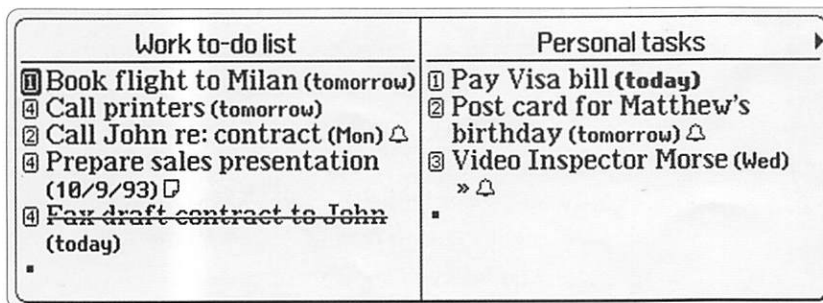 Work to-do list
1 Book flight to Milan (tomorrow)
4 Call printers (tomorrow)
2 Call John re: contract (Mon)
4 Prepare sales presentation
(10/9/93)
4 Fax draft contract to John
(today)
Personal tasks
1 Pay Visa bill (today)
2 Post card for Matthew's
birthday (tomorrow)
3 Video Inspector Morse (Wed)
»